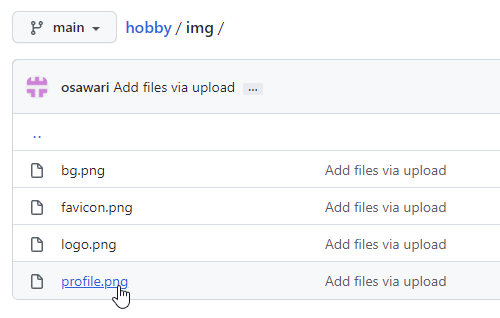 main hobby / img /
osawari Add files via upload ...
..
bg.png Add files via upload
favicon.png Add files via upload
logo.png Add files via upload
profile.png Add files via upload